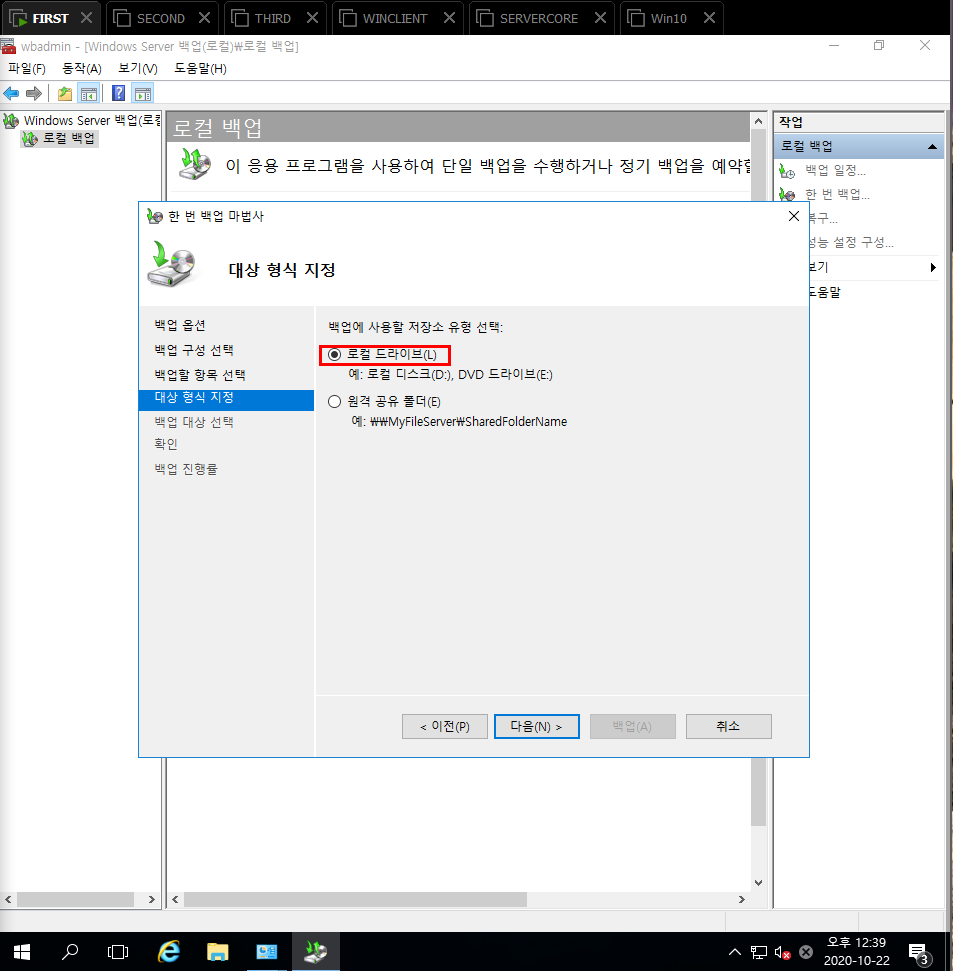 FIRST
SECOND
THIRD
WINCLIENT
SERVERCORE
Win10
wbadmin - [Windows Server 백업(로컬)₩로컬 백업]
파일(F) 동작(A) 보기(V) 도움말(H)
Windows Server 백업(로컬
로컬 백업
로컬 백업
이 응용 프로그램을 사용하여 단일 백업을 수행하거나 정기 백업을 예약할
작업
로컬 백업
백업 일정...
한 번 백업...
복구...
성능 설정 구성...
보기
도움말
한 번 백업 마법사
대상 형식 지정
백업 옵션
백업 구성 선택
백업할 항목 선택
대상 형식 지정
백업 대상 선택
확인
백업 진행률
백업에 사용할 저장소 유형 선택:
로컬 드라이브(L)
예: 로컬 디스크(D:), DVD 드라이브(E:)
원격 공유 폴더(E)
예: ₩₩MyFileServer₩SharedFolderName
< 이전(P)
다음(N) >
백업(A)
취소
오후 12:39
2020-10-22
3